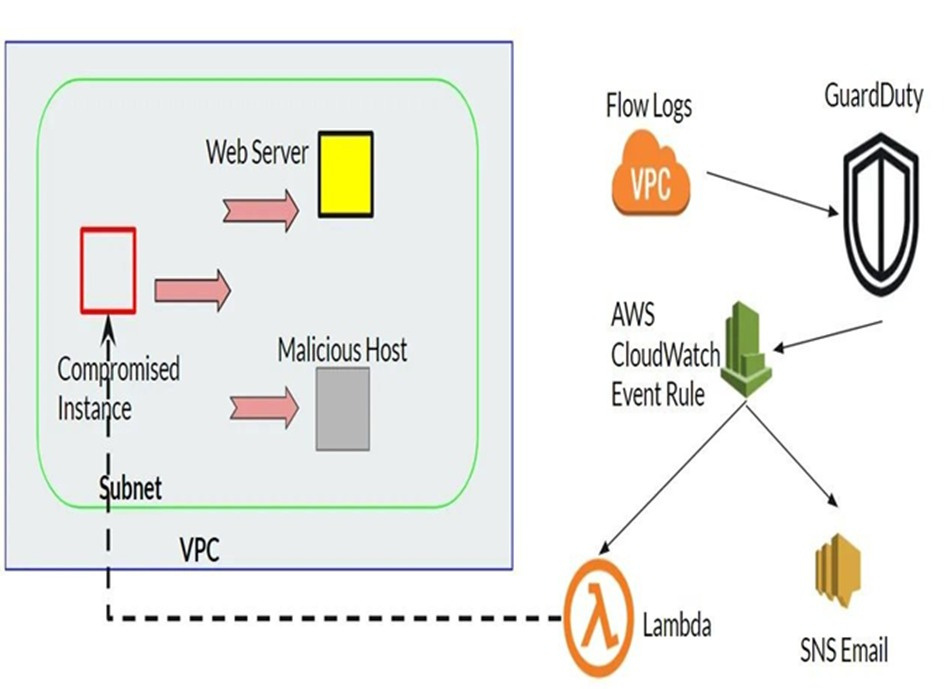 Web Server
Compromised
Instance
Malicious Host
Subnet
VPC
Flow Logs
VPC
GuardDuty
AWS
CloudWatch
Event Rule
λ
Lambda
SNS Email